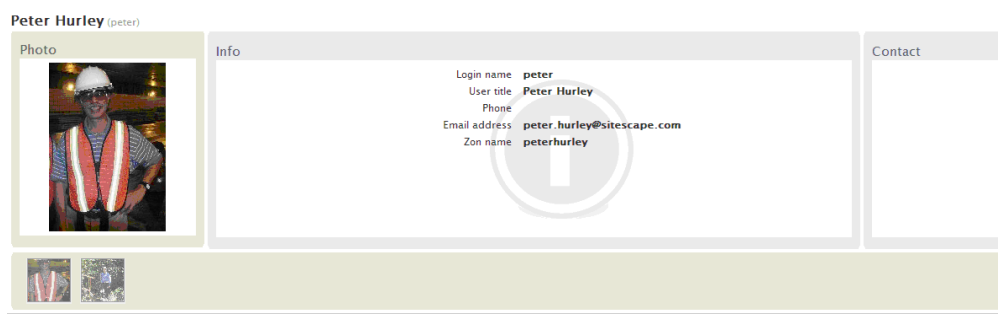 Peter Hurley (peter)
Photo
Info
Login name peter
User title Peter Hurley
Phone
Email address peter.hurley@sitescape.com
Zon name peterhurley
Contact